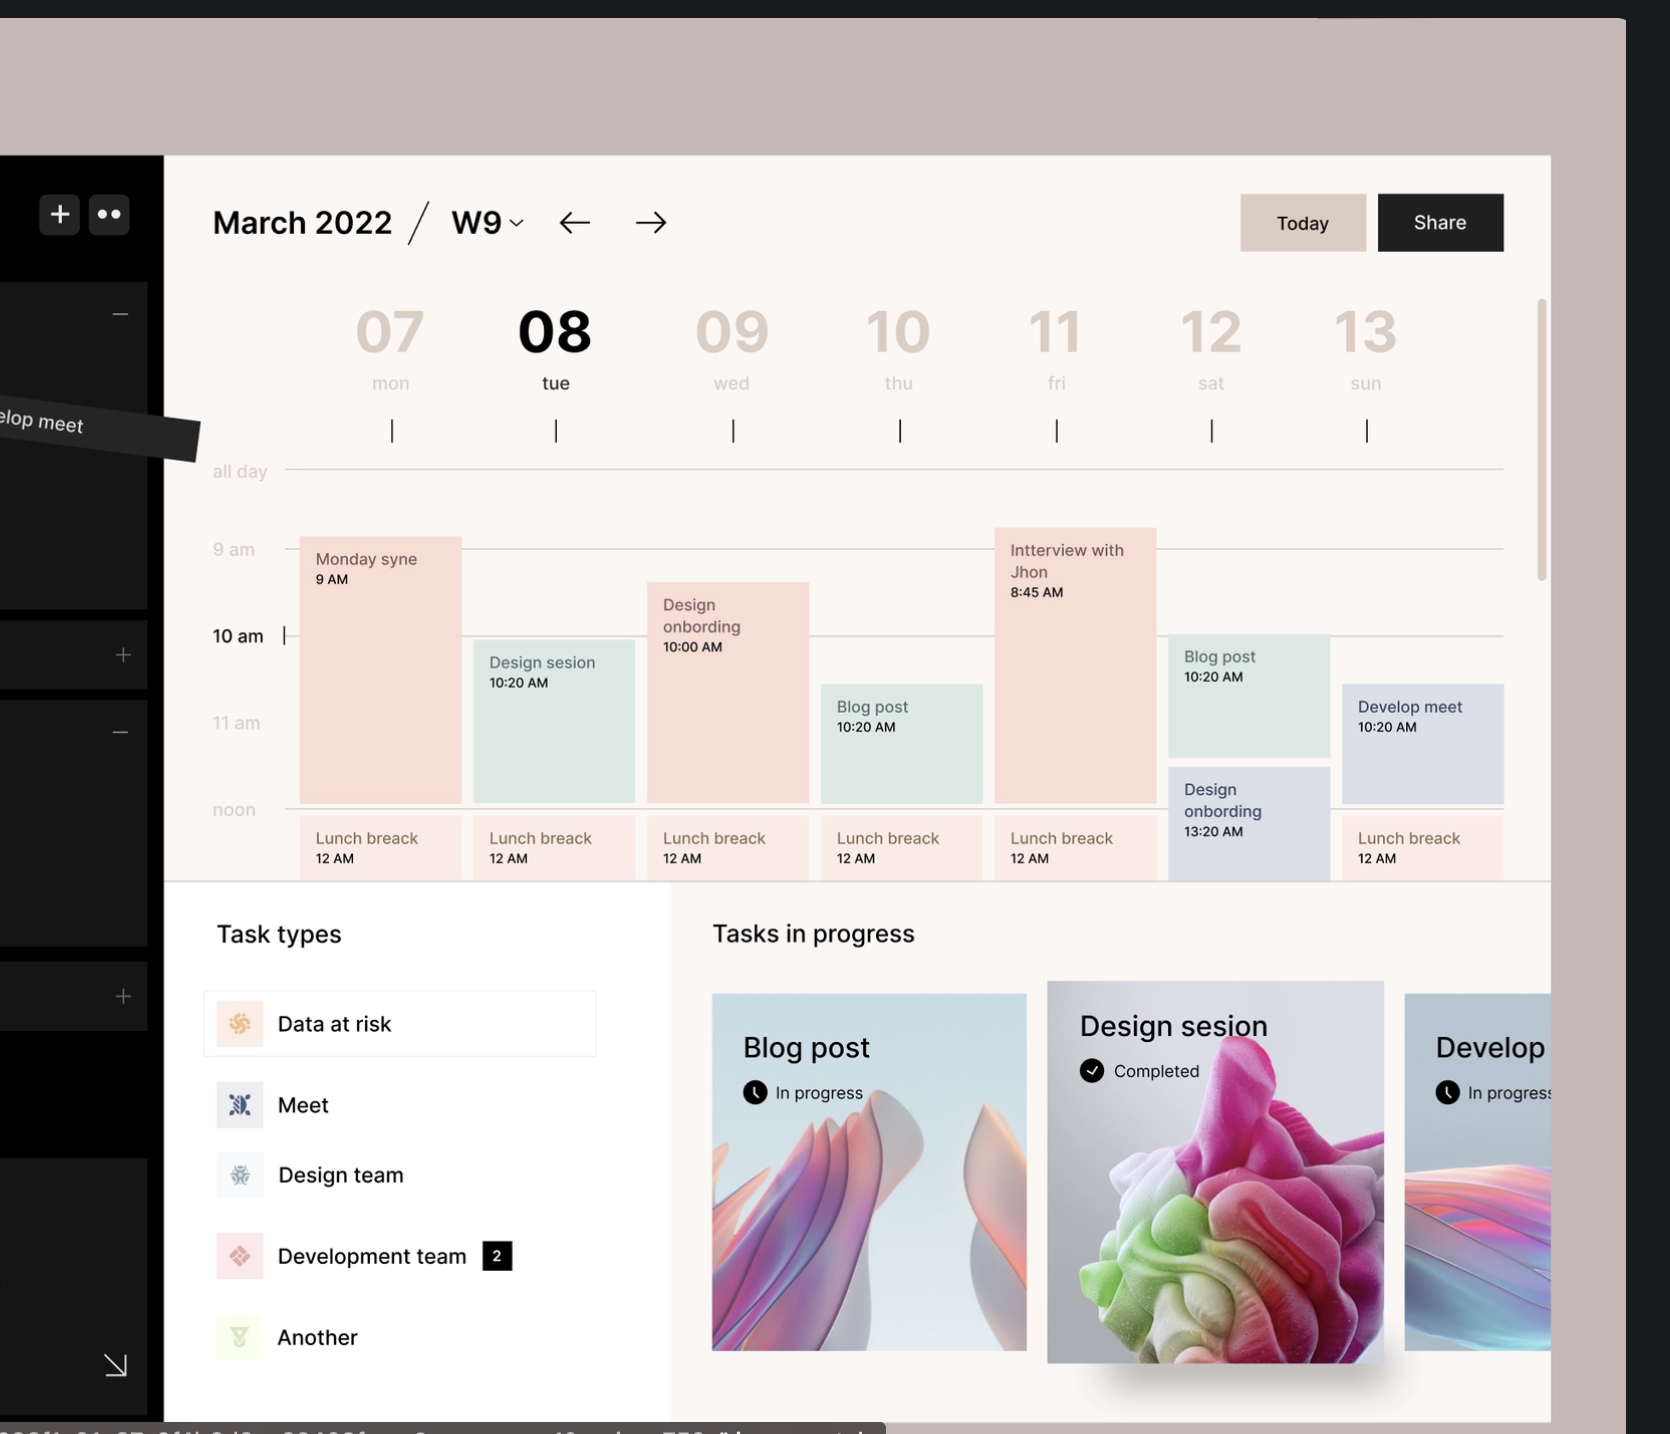 March 2022 / W9
Today
Share
07
mon
08
tue
09
wed
10
thu
11
fri
12
sat
13
sun
elop meet
all day
9 am
10 am
11 am
noon
Monday syne
9 AM
Design sesion
10:20 AM
Design
onbording
10:00 AM
Blog post
10:20 AM
Intterview with
Jhon
8:45 AM
Blog post
10:20 AM
Design
onbording
13:20 AM
Develop meet
10:20 AM
Lunch breack
12 AM
Lunch breack
12 AM
Lunch breack
12 AM
Lunch breack
12 AM
Lunch breack
12 AM
Lunch breack
12 AM
Task types
Data at risk
Meet
Design team
Development team 2
Another
Tasks in progress
Blog post
In progress
Design sesion
Completed
Develop
In progress